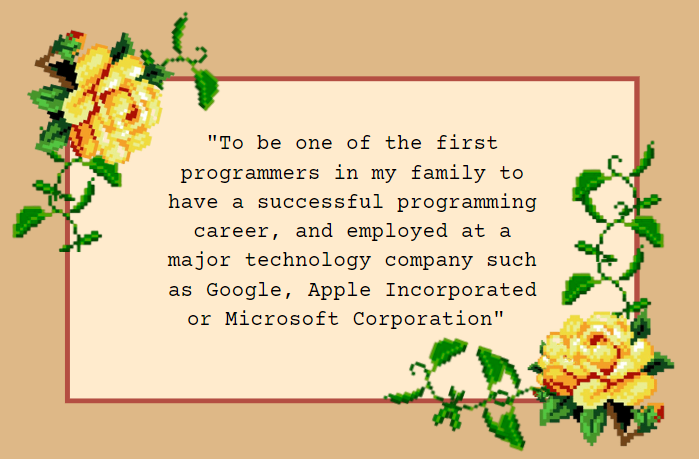 "To be one of the first
programmers in my family to
have a successful programming
career, and employed at a
major technology company such
as Google, Apple Incorporated
or Microsoft Corporation"